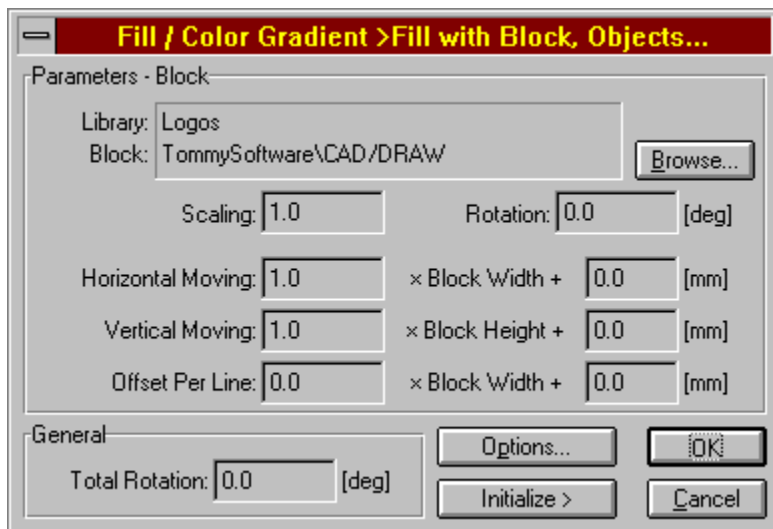 Fill / Color Gradient >Fill with Block, Objects...
Parameters - Block
Library: Logos
Block: TommySoftware\CAD/DRAW
Browse...
Scaling: 1.0 Rotation: 0.0 [deg]
Horizontal Moving: 1.0 × Block Width + 0.0 [mm]
Vertical Moving: 1.0 × Block Height + 0.0 [mm]
Offset Per Line: 0.0 × Block Width + 0.0 [mm]
General
Total Rotation: 0.0 [deg]
Options... OK
Initialize > Cancel